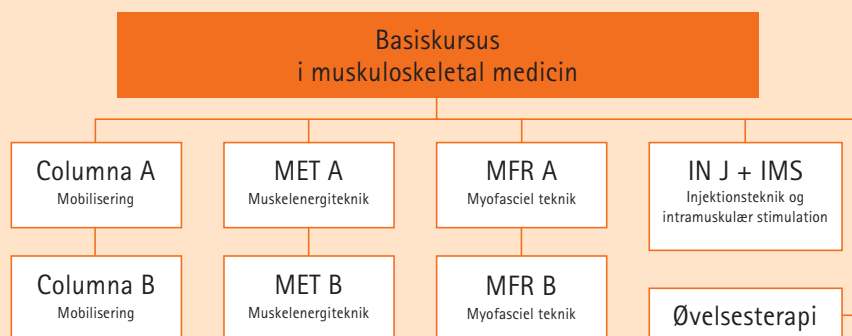 Basiskursus
i muskuloskeletal medicin
Columna A
Mobilisering
MET A
Muskelenergiteknik
MFR A
Myofasciel teknik
IN J + IMS
Injektionsteknik og
intramuskulær stimulation
Columna B
Mobilisering
MET B
Muskelenergiteknik
MFR B
Myofasciel teknik
Øvelsesterapi